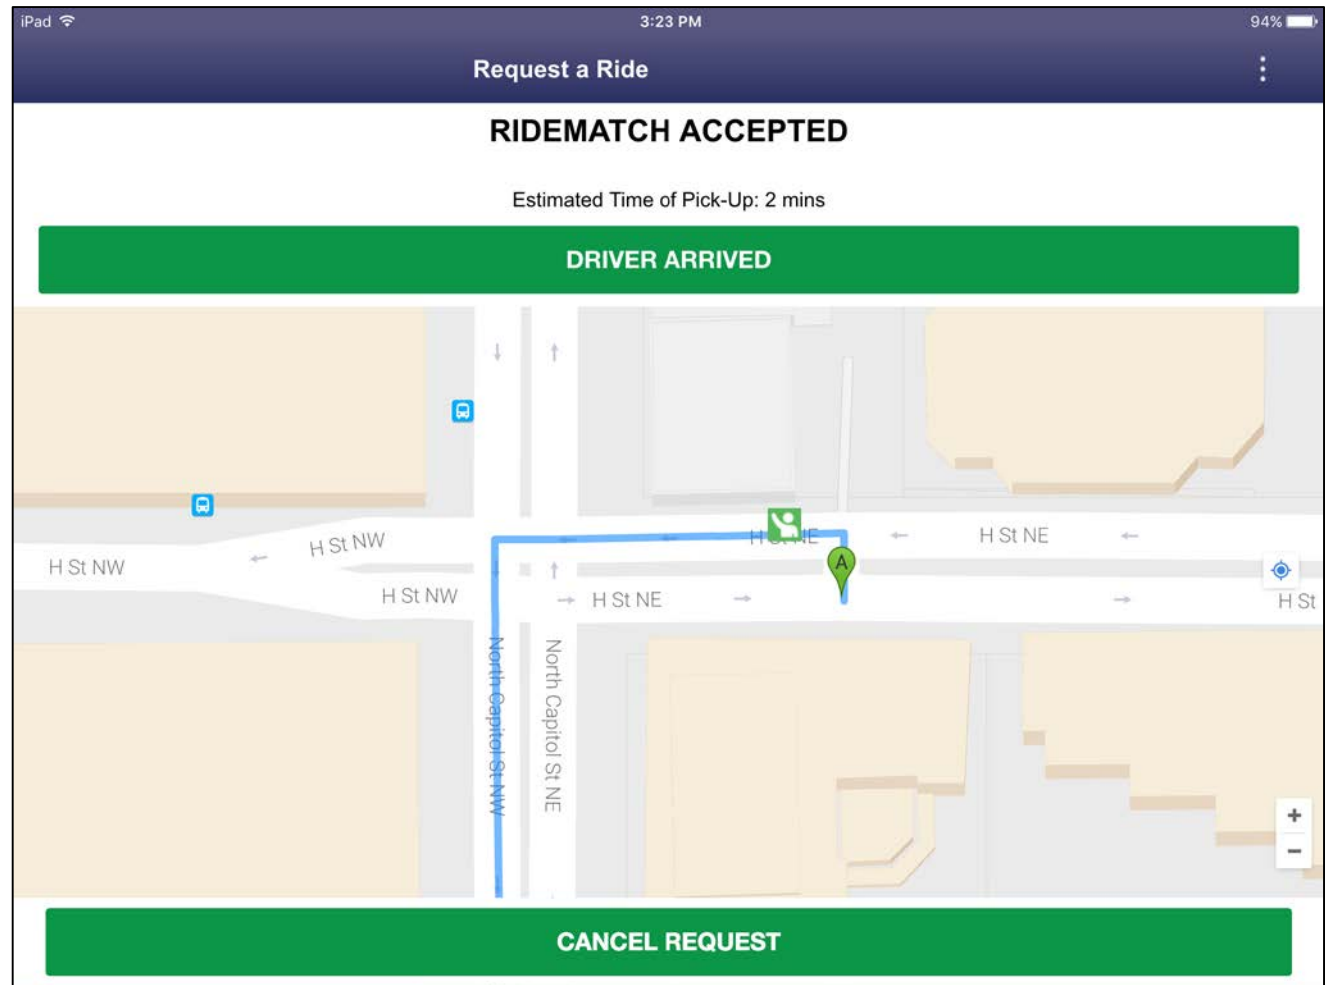 iPad 3:23 PM 94%
Request a Ride
RIDEMATCH ACCEPTED
Estimated Time of Pick-Up: 2 mins
DRIVER ARRIVED
H St NE
H St NE
H St NW
H St NW
A
H St NW
H St NE
H St
North Capitol St NW
North Capitol St NE
+
−
CANCEL REQUEST